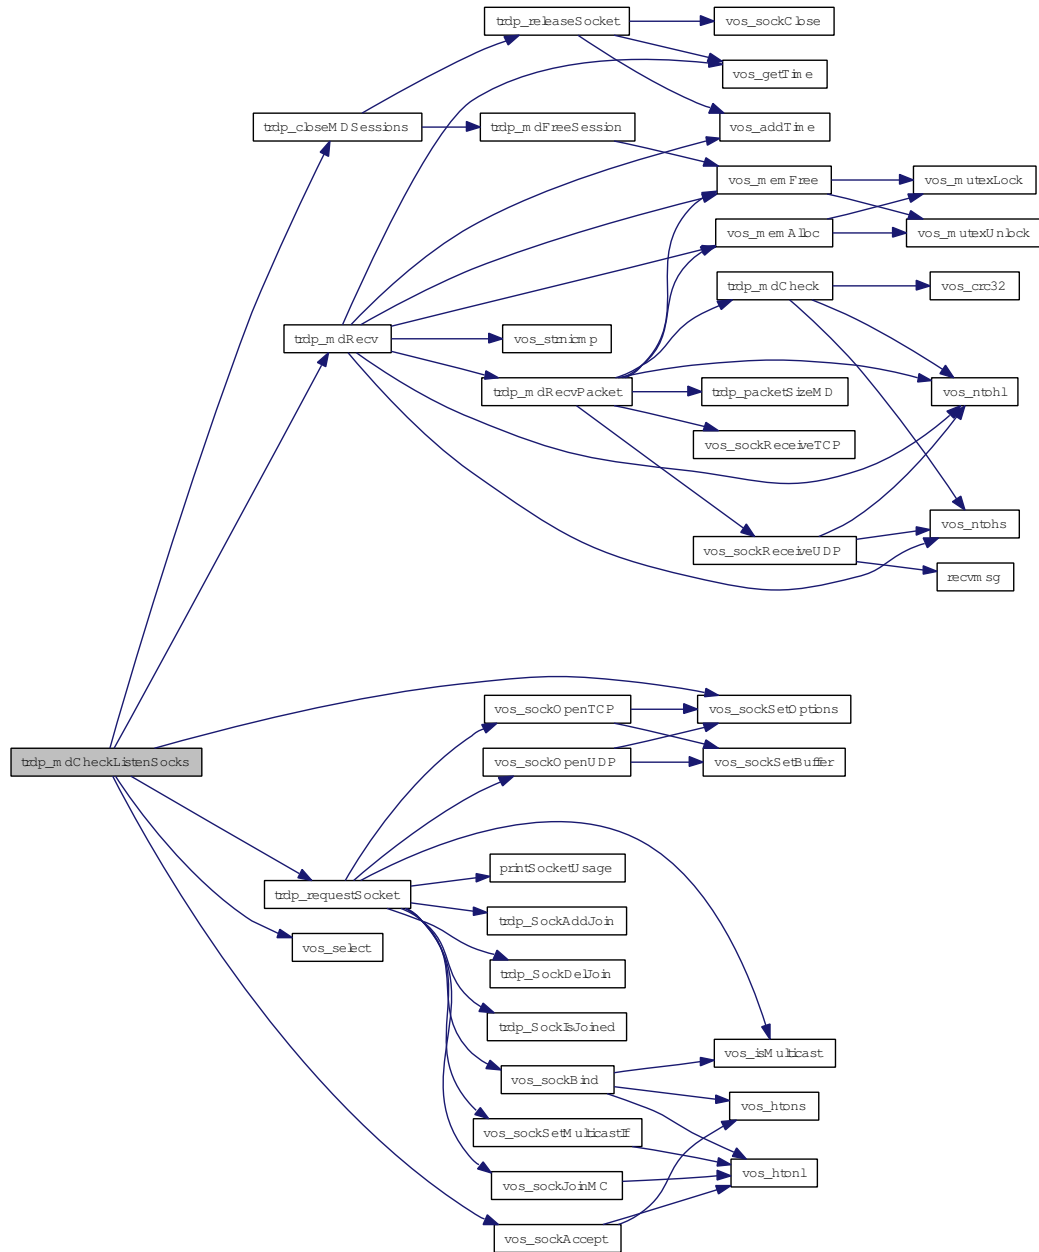 trdp_releaseSocket
vos_sockClose
vos_getTime
trdp_closeMDSessions
trdp_mdFreeSession
vos_addTime
vos_memFree
vos_mutexLock
vos_memAlloc
vos_mutexUnlock
trdp_mdCheck
vos_crc32
trdp_mdRecv
vos_strnicmp
trdp_mdRecvPacket
trdp_packetSizeMD
vos_ntohl
vos_sockReceiveTCP
vos_ntohs
vos_sockReceiveUDP
recvmsg
vos_sockOpenTCP
vos_sockSetOptions
trdp_mdCheckListenSocks
vos_sockOpenUDP
vos_sockSetBuffer
printSocketUsage
trdp_requestSocket
trdp_SockAddJoin
vos_select
trdp_SockDelJoin
trdp_SockIsJoined
vos_isMulticast
vos_sockBind
vos_htons
vos_sockSetMulticastIf
vos_htonl
vos_sockJoinMC
vos_sockAccept